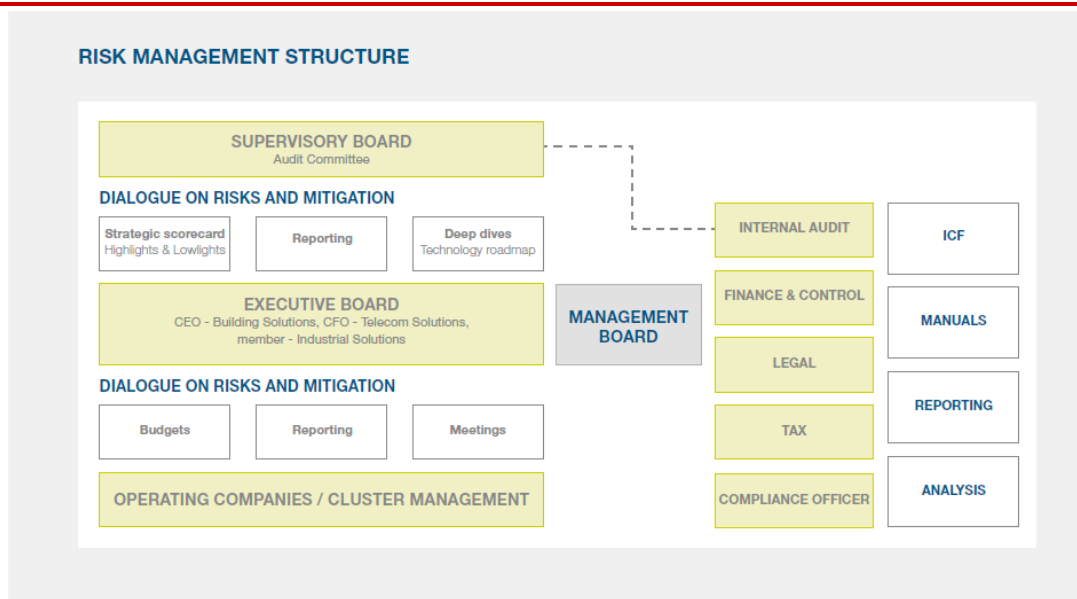 RISK MANAGEMENT STRUCTURE
SUPERVISORY BOARD
Audit Committee
DIALOGUE ON RISKS AND MITIGATION
Strategic scorecard
Highlights & Lowlights
Reporting
Deep dives
Technology roadmap
EXECUTIVE BOARD
CEO - Building Solutions, CFO - Telecom Solutions,
member - Industrial Solutions
DIALOGUE ON RISKS AND MITIGATION
Budgets
Reporting
Meetings
OPERATING COMPANIES / CLUSTER MANAGEMENT
MANAGEMENT
BOARD
INTERNAL AUDIT
FINANCE & CONTROL
LEGAL
TAX
COMPLIANCE OFFICER
ICF
MANUALS
REPORTING
ANALYSIS